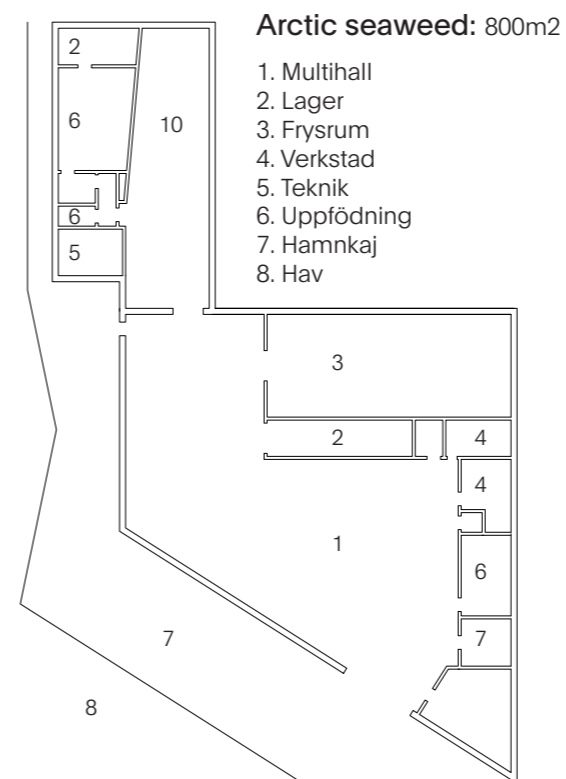 Arctic seaweed: 800m2
1. Multihall
2. Lager
3. Frysrum
4. Verkstad
5. Teknik
6. Uppfödning
7. Hamnkaj
8. Hav
2
6
10
6
5
3
2
4
4
1
6
7
7
8